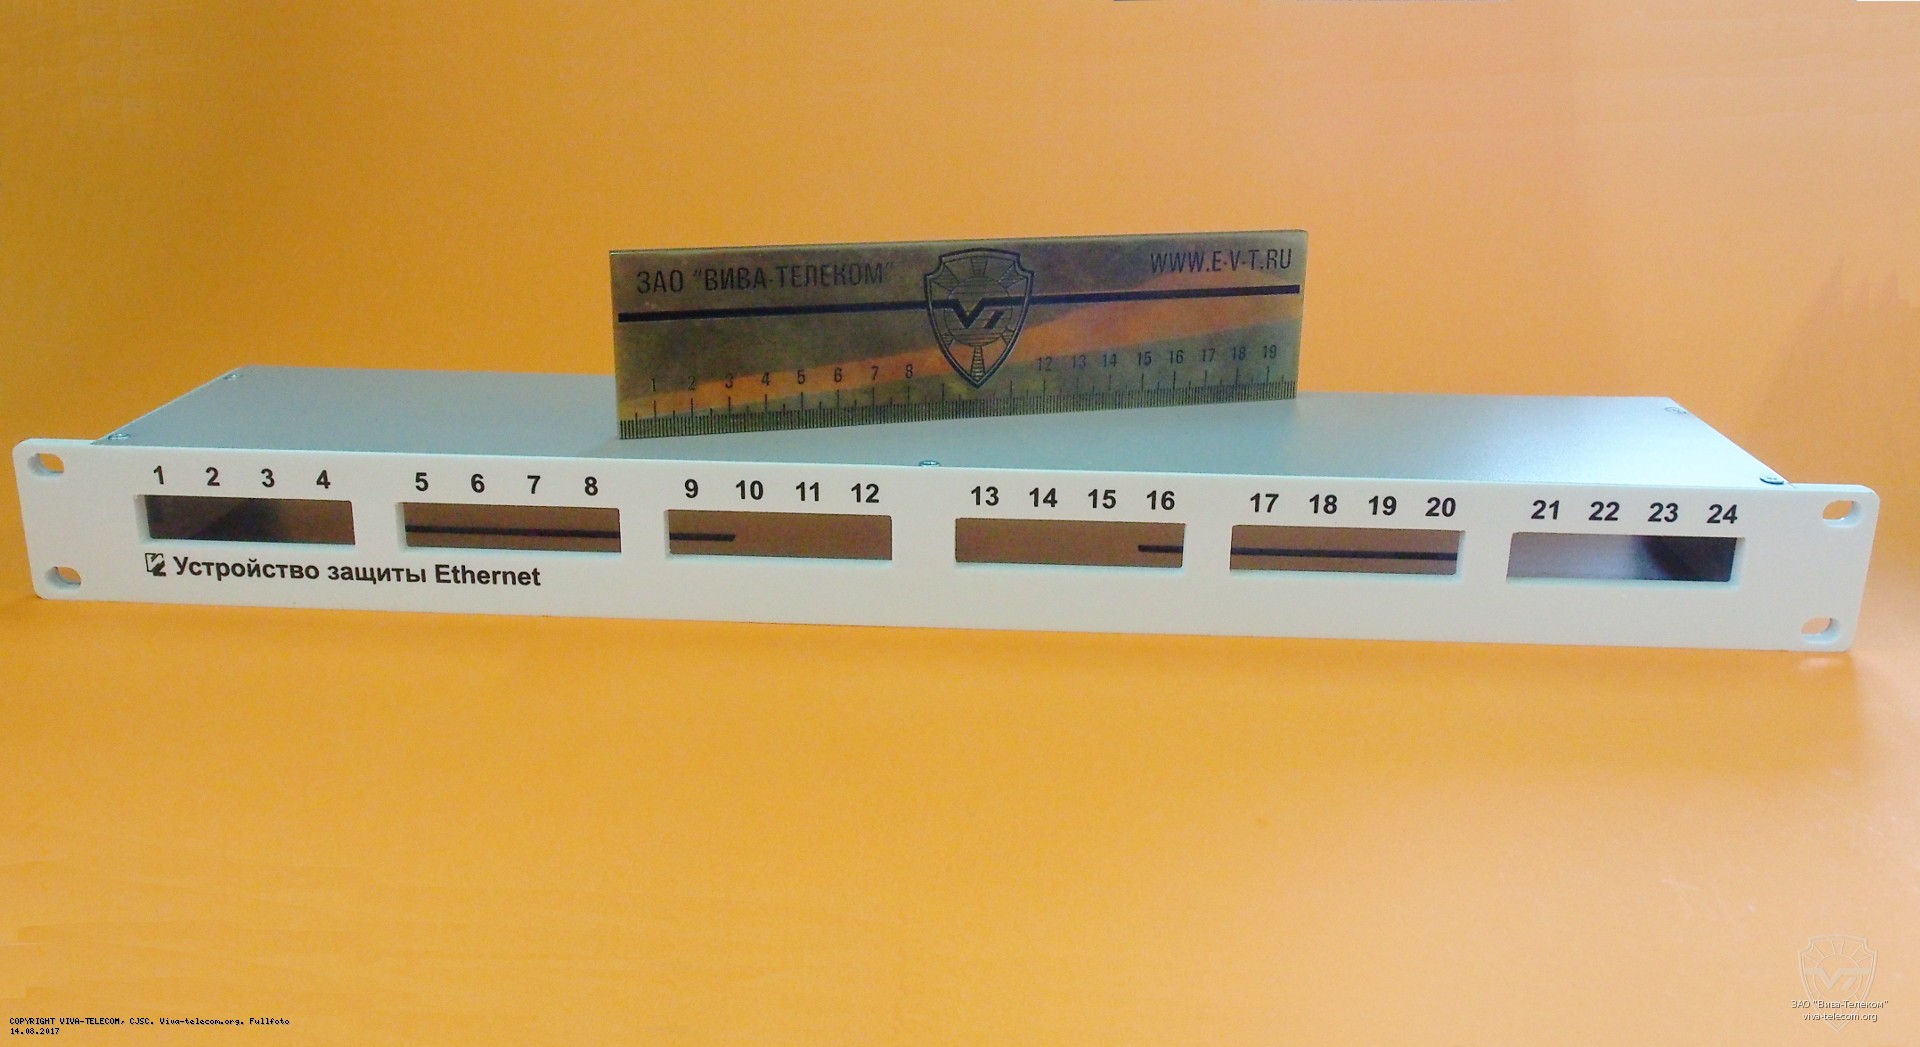 ЗАО "ВИВА-ТЕЛЕКОМ" WWW.E-V-T.RU
VT
1 2 3 4 5 6 7 8 12 13 14 15 16 17 18 19
1 2 3 4 5 6 7 8 9 10 11 12 13 14 15 16 17 18 19 20 21 22 23 24
Устройство защиты Ethernet
COPYRIGHT VIVA-TELECOM, CJSC. Viva-telecom.org. Fullfoto
14.08.2017
VT
ЗАО "Вива-Телеком"
viva-telecom.org